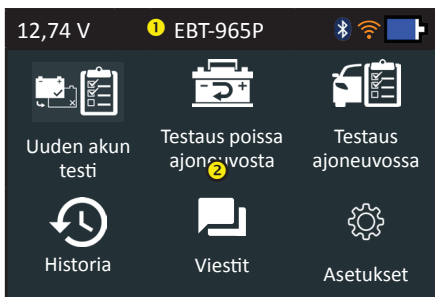 12,74 V
1 EBT-965P
Uuden akun
testi
Testaus poissa
ajoneuvosta
2
Testaus
ajoneuvossa
Historia
Viestit
Asetukset